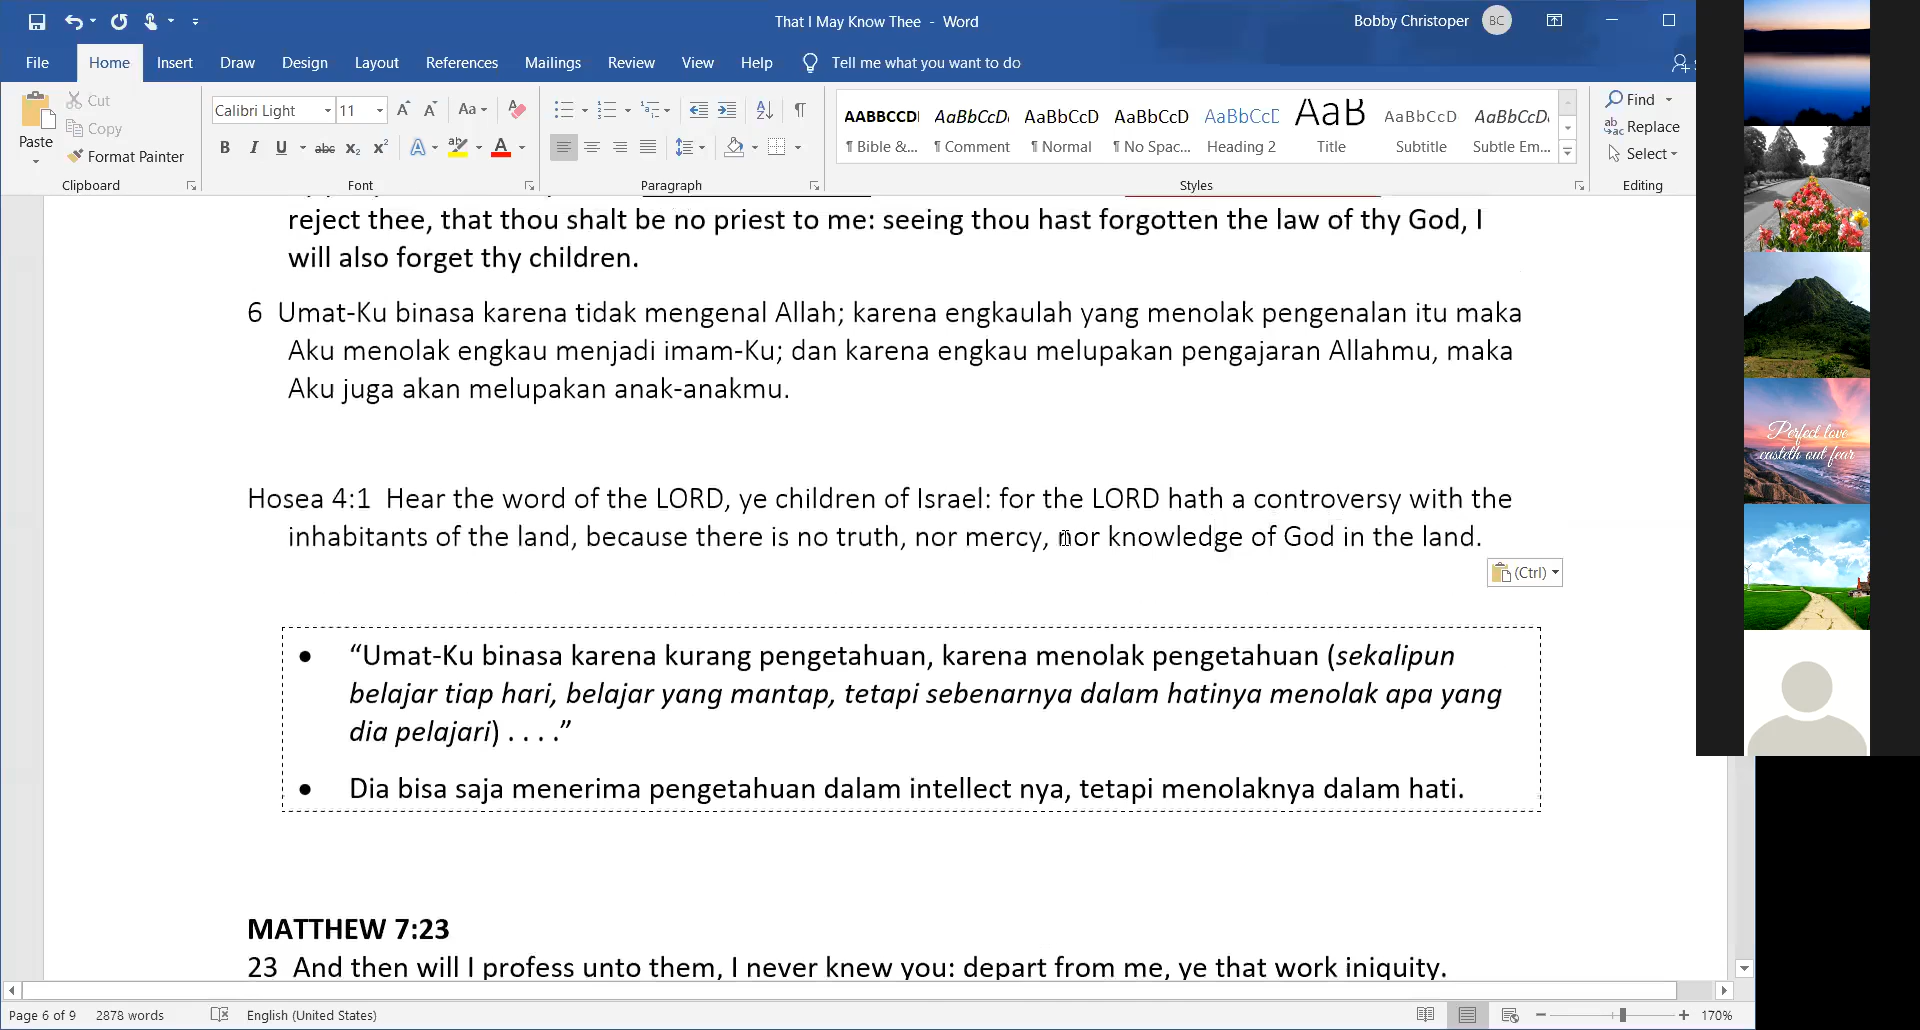 That I May Know Thee - Word
Bobby Christoper BC
File Home Insert Draw Design Layout References Mailings Review View Help Tell me what you want to do
Paste
Cut
Copy
Format Painter
Clipboard
Calibri Light 11
Font
Paragraph
AABBCCDI AaBbCcDı AaBbCcDd AaBbCcDd AaBbCcD AaB AaBbCcD AaBbCcDı
¶ Bible &... ¶ Comment ¶ Normal ¶ No Spac... Heading 2 Title Subtitle Subtle Em...
Styles
Find
Replace
Select
Editing
reject thee, that thou shalt be no priest to me: seeing thou hast forgotten the law of thy God, I
will also forget thy children.
6 Umat-Ku binasa karena tidak mengenal Allah; karena engkaulah yang menolak pengenalan itu maka
Aku menolak engkau menjadi imam-Ku; dan karena engkau melupakan pengajaran Allahmu, maka
Aku juga akan melupakan anak-anakmu.
Hosea 4:1 Hear the word of the LORD, ye children of Israel: for the LORD hath a controversy with the
inhabitants of the land, because there is no truth, nor mercy, nor knowledge of God in the land.
(Ctrl)
• “Umat-Ku binasa karena kurang pengetahuan, karena menolak pengetahuan (sekalipun
belajar tiap hari, belajar yang mantap, tetapi sebenarnya dalam hatinya menolak apa yang
dia pelajari) . . . .”
• Dia bisa saja menerima pengetahuan dalam intellect nya, tetapi menolaknya dalam hati.
MATTHEW 7:23
23 And then will I profess unto them, I never knew you: depart from me, ye that work iniquity.
Page 6 of 9 2878 words English (United States) 170%
Perfect love
casteth out fear